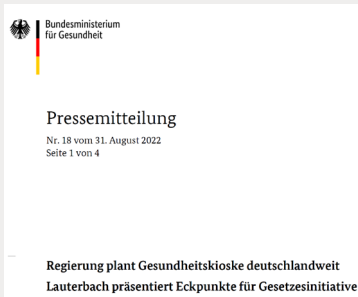 Bundesministerium
für Gesundheit
Pressemitteilung
Nr. 18 vom 31. August 2022
Seite 1 von 4
Regierung plant Gesundheitskioske deutschlandweit
Lauterbach präsentiert Eckpunkte für Gesetzesinitiative